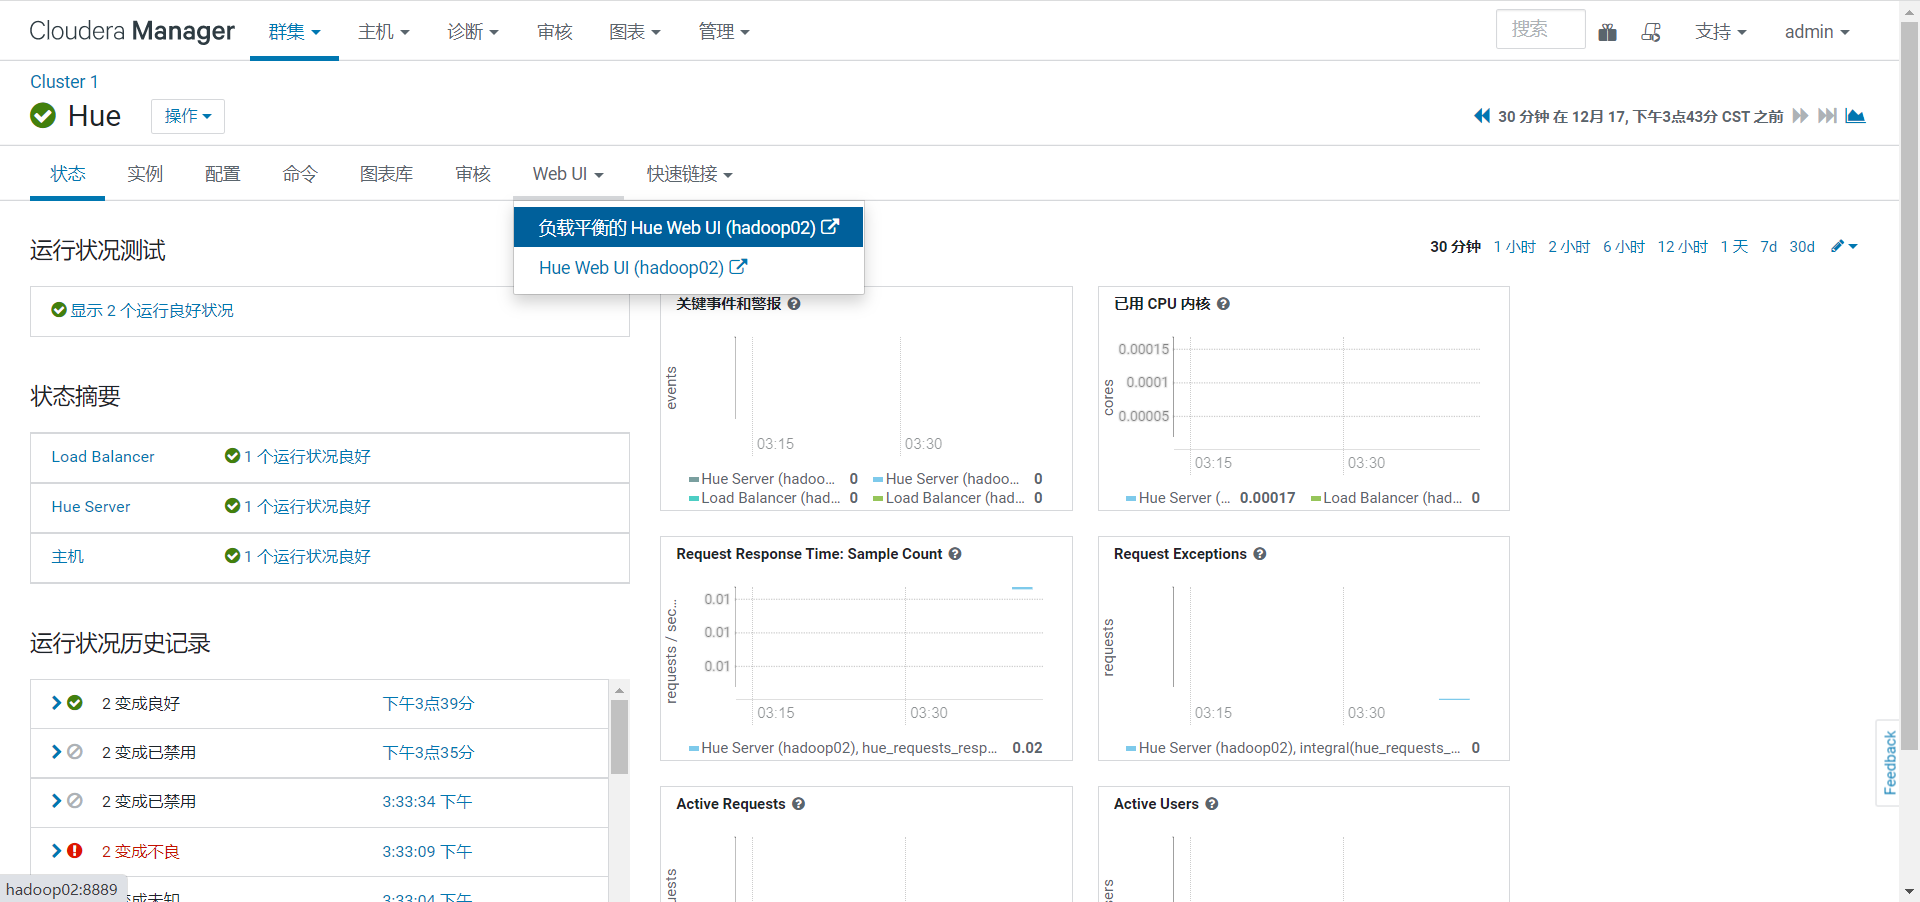 Cloudera Manager 群集 主机 诊断 审核 图表 管理 搜索 支持 admin
Cluster 1
Hue 操作
30 分钟 在 12月 17, 下午3点43分 CST 之前
状态 实例 配置 命令 图表库 审核 Web UI 快速链接
负载平衡的 Hue Web UI (hadoop02)
Hue Web UI (hadoop02)
30 分钟 1 小时 2 小时 6 小时 12 小时 1 天 7d 30d
运行状况测试
显示 2 个运行良好状况
状态摘要
Load Balancer 1 个运行状况良好
Hue Server 1 个运行状况良好
主机 1 个运行状况良好
运行状况历史记录
2 变成良好 下午3点39分
2 变成已禁用 下午3点35分
2 变成已禁用 3:33:34 下午
2 变成不良 3:33:09 下午
变成未知 3:33:04 下午
hadoop02:8889
关键事件和警报
events
03:15 03:30
Hue Server (hadoo... 0 Hue Server (hadoo... 0
Load Balancer (had... 0 Load Balancer (had... 0
已用 CPU 内核
cores
0.00015
0.0001
0.00005
03:15 03:30
Hue Server (... 0.00017 Load Balancer (had... 0
Request Response Time: Sample Count
requests / sec...
0.01
0.01
0.01
03:15 03:30
Hue Server (hadoop02), hue_requests_resp... 0.02
Request Exceptions
requests
03:15 03:30
Hue Server (hadoop02), integral(hue_requests_... 0
Active Requests
Active Users
Feedback